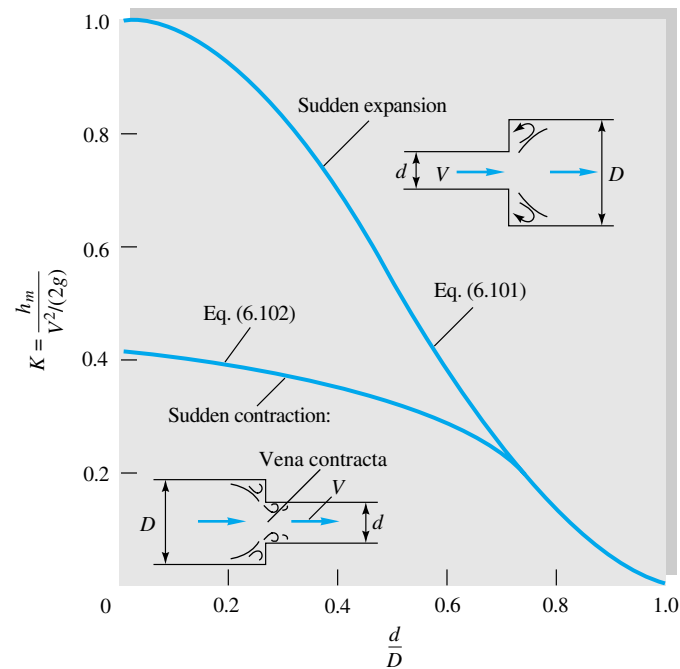 1.0
Sudden expansion
0.8
d
V
D
0.6
K = h_m / V²/(2g)
Eq. (6.102)
Eq. (6.101)
0.4
Sudden contraction:
Vena contracta
0.2
V
D
d
0
0.2
0.4
0.6
0.8
1.0
d
D